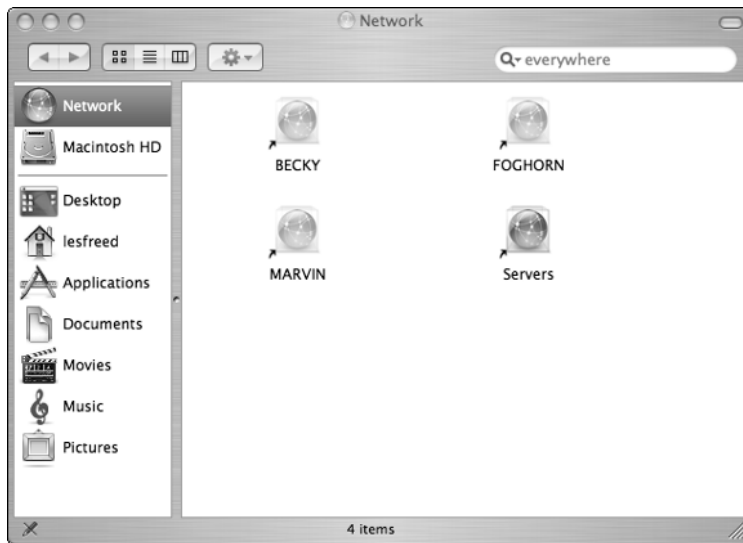 Network
everywhere
Network
Macintosh HD
Desktop
lesfreed
Applications
Documents
Movies
Music
Pictures
BECKY
FOGHORN
MARVIN
Servers
4 items